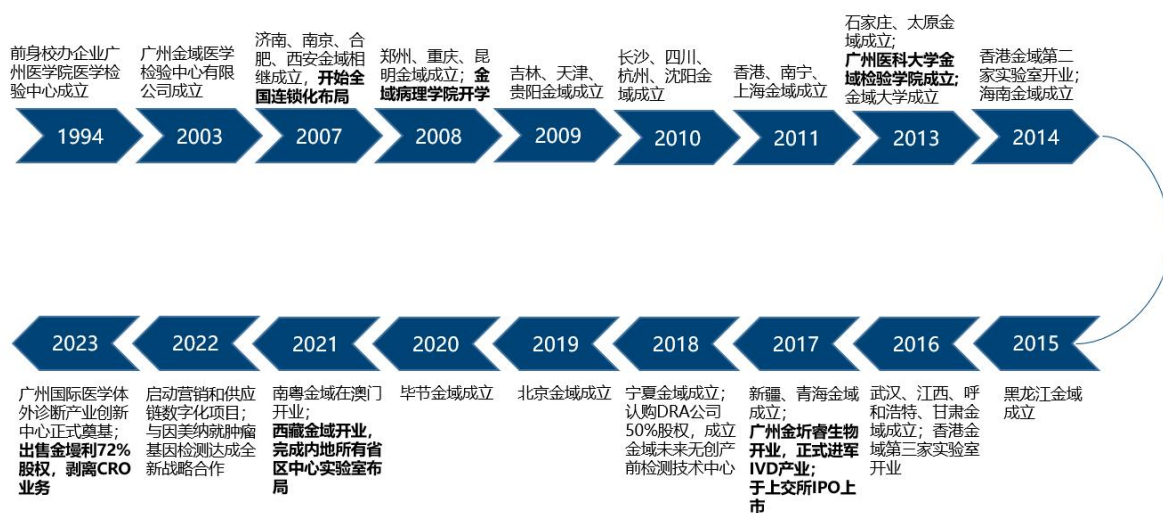 前身校办企业广
州医学院医学检
验中心成立
1994
广州金域医学
检验中心有限
公司成立
2003
济南、南京、合
肥、西安金域相
继成立，开始全
国连锁化布局
2007
郑州、重庆、昆
明金域成立；金
域病理学院开学
2008
吉林、天津、
贵阳金域成立
2009
长沙、四川、
杭州、沈阳金
域成立
2010
香港、南宁、
上海金域成立
2011
石家庄、太原金
域成立；
广州医科大学金
域检验学院成立；
金域大学成立
2013
香港金域第二
家实验室开业；
海南金域成立
2014
2015
黑龙江金域
成立
2016
武汉、江西、呼
和浩特、甘肃金
域成立；香港金
域第三家实验室
开业
2017
新疆、青海金域
成立；
广州金圻睿生物
开业，正式进军
IVD产业；
于上交所IPO上
市
2018
宁夏金域成立；
认购DRA公司
50%股权，成立
金域未来无创产
前检测技术中心
2019
北京金域成立
2020
毕节金域成立
2021
南粤金域在澳门
开业；
西藏金域开业，
完成内地所有省
区中心实验室布
局
2022
启动营销和供应
链数字化项目；
与因美纳就肿瘤
基因检测达成全
新战略合作
2023
广州国际医学体
外诊断产业创新
中心正式奠基；
出售金墁利72%
股权，剥离CRO
业务